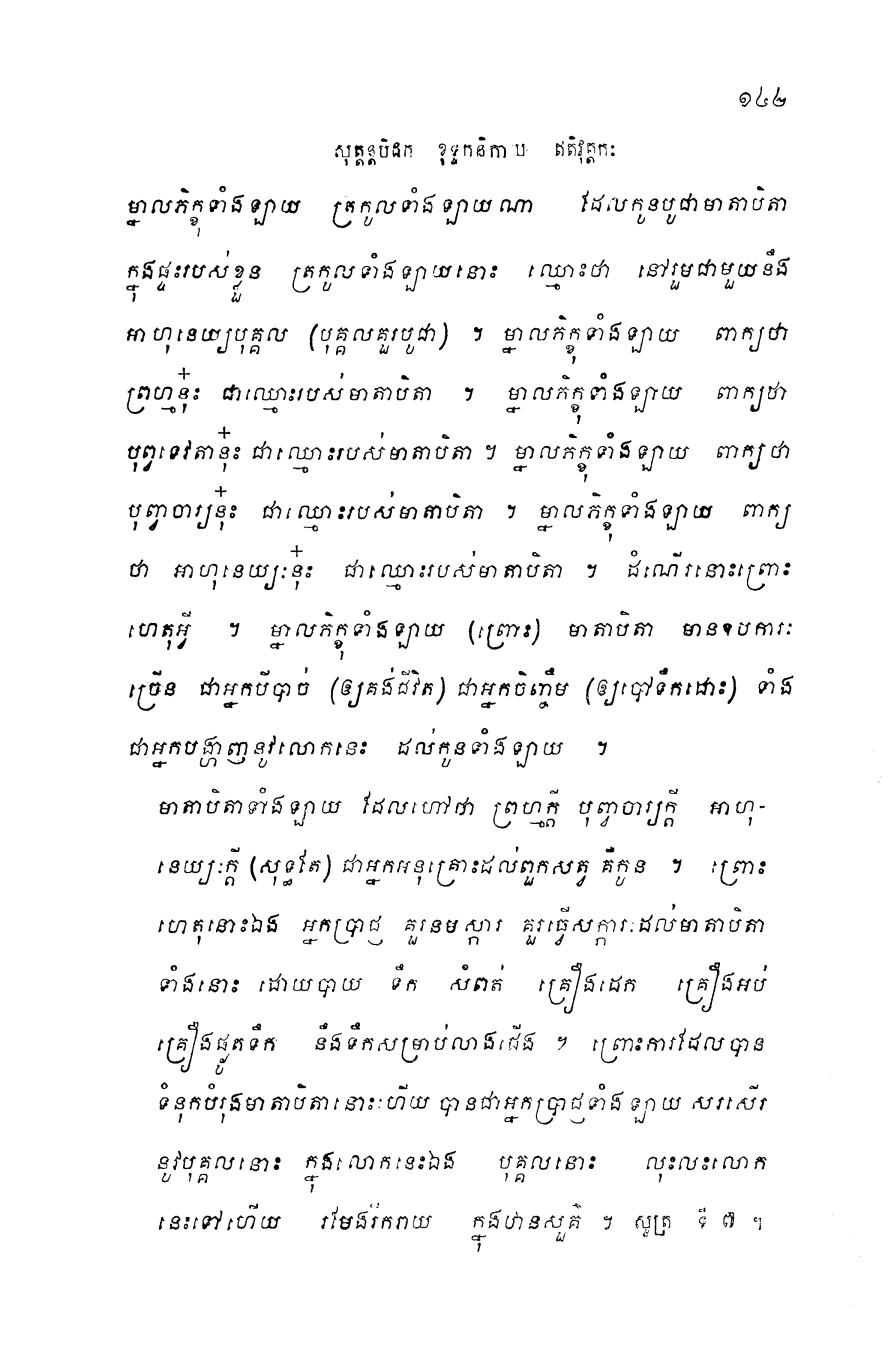 ១៤២
សុត្តន្តបិដក ខុទ្ទកនិកាយ ឥតិវុត្តកៈ
ម្នាលភិក្ខុទាំងឡាយ ត្រកូលទាំងឡាយណា ដែលកូនបូជាមាតាបិតា
ក្នុងផ្ទះរបស់ខ្លួន ត្រកូលទាំងឡាយនោះ ឈ្មោះថា នៅរួមជាមួយនឹង
អាហុនេយ្យបុគ្គល (បុគ្គលគួរបូជា) ។ ម្នាលភិក្ខុទាំងឡាយ ពាក្យថា
ព្រហ្មនុ៎ះ ជាឈ្មោះរបស់មាតាបិតា ។ ម្នាលភិក្ខុទាំងឡាយ ពាក្យថា
បុព្វទេវតានុ៎ះ ជាឈ្មោះរបស់មាតាបិតា ។ ម្នាលភិក្ខុទាំងឡាយ ពាក្យថា
បុព្វាចារ្យនុ៎ះ ជាឈ្មោះរបស់មាតាបិតា ។ ម្នាលភិក្ខុទាំងឡាយ ពាក្យ
ថា អាហុនេយ្យៈនុ៎ះ ជាឈ្មោះរបស់មាតាបិតា ។ ដំណើរនោះព្រោះ
ហេតុអ្វី ។ ម្នាលភិក្ខុទាំងឡាយ (ព្រោះ) មាតាបិតា មានឧបការៈ
ច្រើន ជាអ្នកបីបាច់ (ឲ្យគង់ជីវិត) ជាអ្នកចិញ្ចឹម (ឲ្យបៅទឹកដោះ) ទាំង
ជាអ្នកបង្ហាញនូវលោកនេះ ដល់កូនទាំងឡាយ ។
មាតាបិតាទាំងឡាយ ដែលហៅថា ព្រហ្មក្តី បុព្វាចារ្យក្តី អាហុ-
នេយ្យៈក្តី (សុទ្ធតែ) ជាអ្នកអនុគ្រោះដល់ពួកសត្វ គឺកូន ។ ព្រោះ
ហេតុនោះឯង អ្នកប្រាជ្ញ គួរនមស្ការ គួរធ្វើសក្ការៈដល់មាតាបិតា
ទាំងនោះ ដោយបាយ ទឹក សំពត់ គ្រឿងដេក គ្រឿងអប់
គ្រឿងផ្ងូតទឹក នឹងទឹកសម្រាប់លាងជើង ។ ព្រោះការដែលបាន
ទំនុកបំរុងមាតាបិតានោះហើយ បានជាអ្នកប្រាជ្ញទាំងឡាយ សរសើរ
នូវបុគ្គលនោះ ក្នុងលោកនេះឯង បុគ្គលនោះ លុះលះលោក
នេះទៅហើយ រមែងរីករាយ ក្នុងឋានសួគ៌ ។ សូត្រ ទី ៧ ។